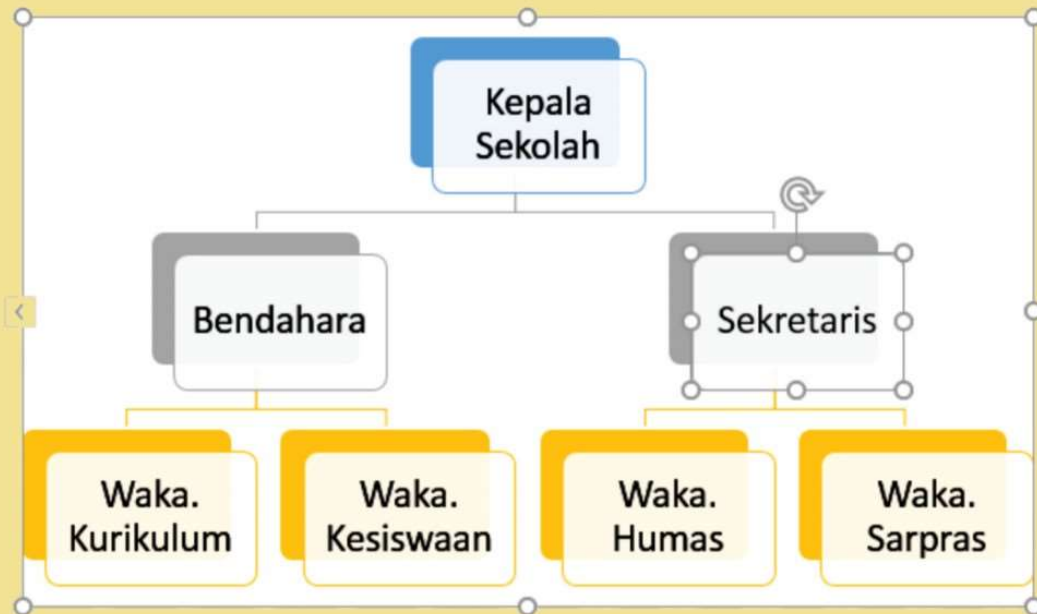 Kepala
Sekolah
Bendahara
Sekretaris
Waka.
Kurikulum
Waka.
Kesiswaan
Waka.
Humas
Waka.
Sarpras